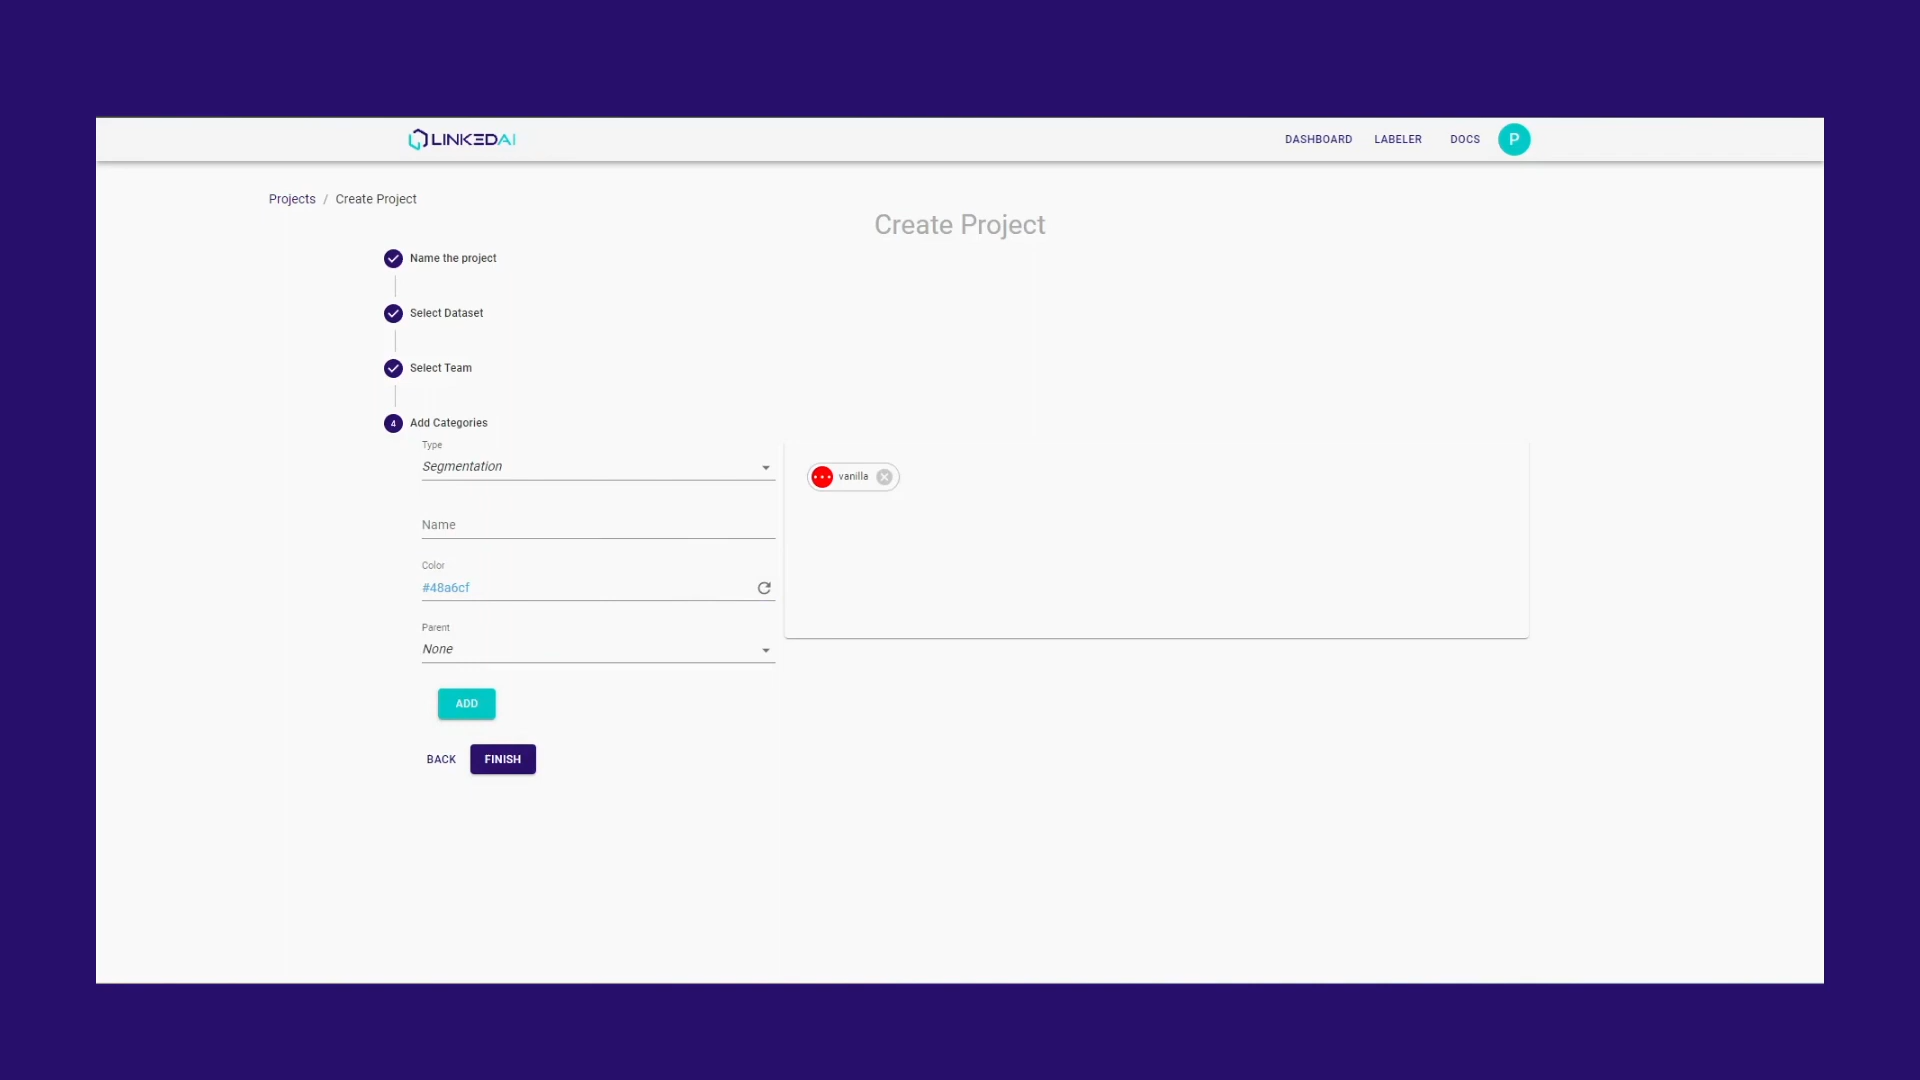 LINKEDAI
DASHBOARD
LABELER
DOCS
P
Projects / Create Project
Create Project
Name the project
Select Dataset
Select Team
4 Add Categories
Type
Segmentation
vanilla
Name
Color
#48a6cf
Parent
None
ADD
BACK
FINISH